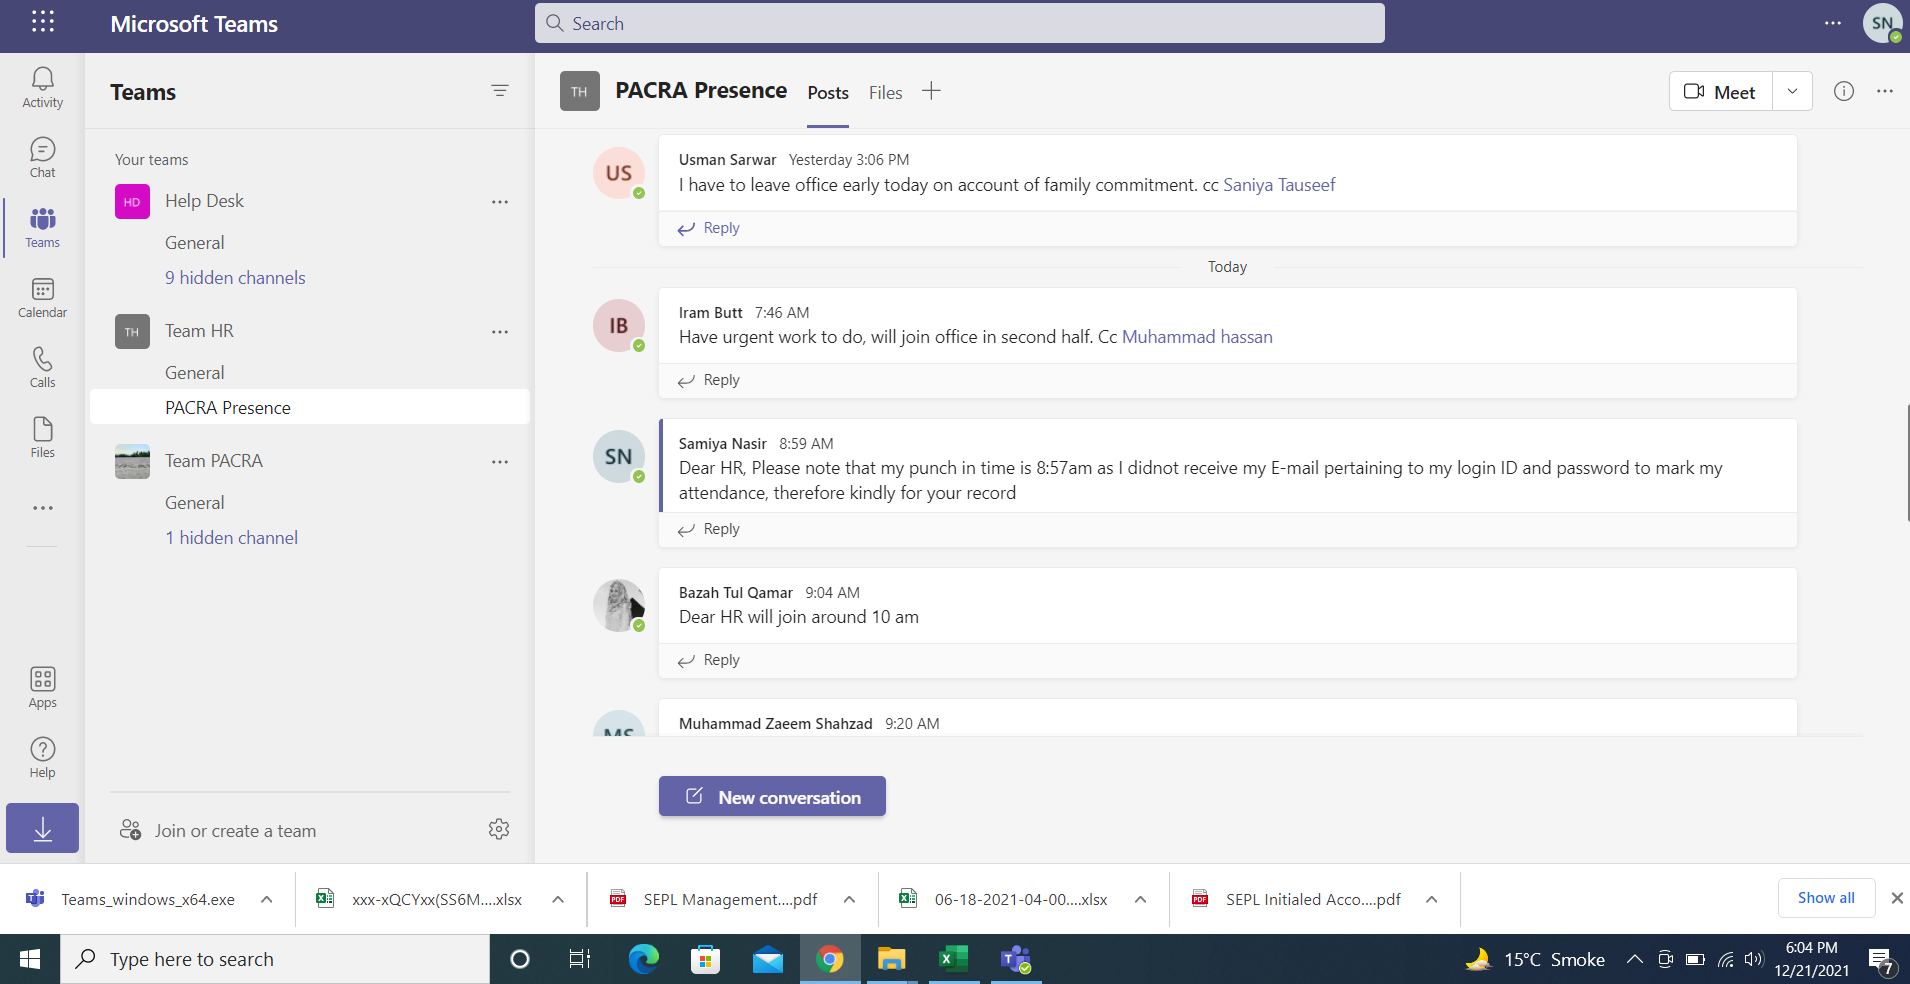 Microsoft Teams
Search
SN
Activity
Chat
Teams
Calendar
Calls
Files
Apps
Help
Teams
Your teams
HD Help Desk
General
9 hidden channels
TH Team HR
General
PACRA Presence
Team PACRA
General
1 hidden channel
Join or create a team
TH PACRA Presence Posts Files
Meet
US
Usman Sarwar Yesterday 3:06 PM
I have to leave office early today on account of family commitment. cc Saniya Tauseef
Reply
Today
IB
Iram Butt 7:46 AM
Have urgent work to do, will join office in second half. Cc Muhammad hassan
Reply
SN
Samiya Nasir 8:59 AM
Dear HR, Please note that my punch in time is 8:57am as I didnot receive my E-mail pertaining to my login ID and password to mark my
attendance, therefore kindly for your record
Reply
Bazah Tul Qamar 9:04 AM
Dear HR will join around 10 am
Reply
MS
Muhammad Zaeem Shahzad 9:20 AM
New conversation
Teams_windows_x64.exe
xxx-xQCYxx(SS6M....xlsx
PDF SEPL Management....pdf
06-18-2021-04-00....xlsx
PDF SEPL Initialed Acco....pdf
Show all
Type here to search
15°C Smoke
6:04 PM
12/21/2021
7